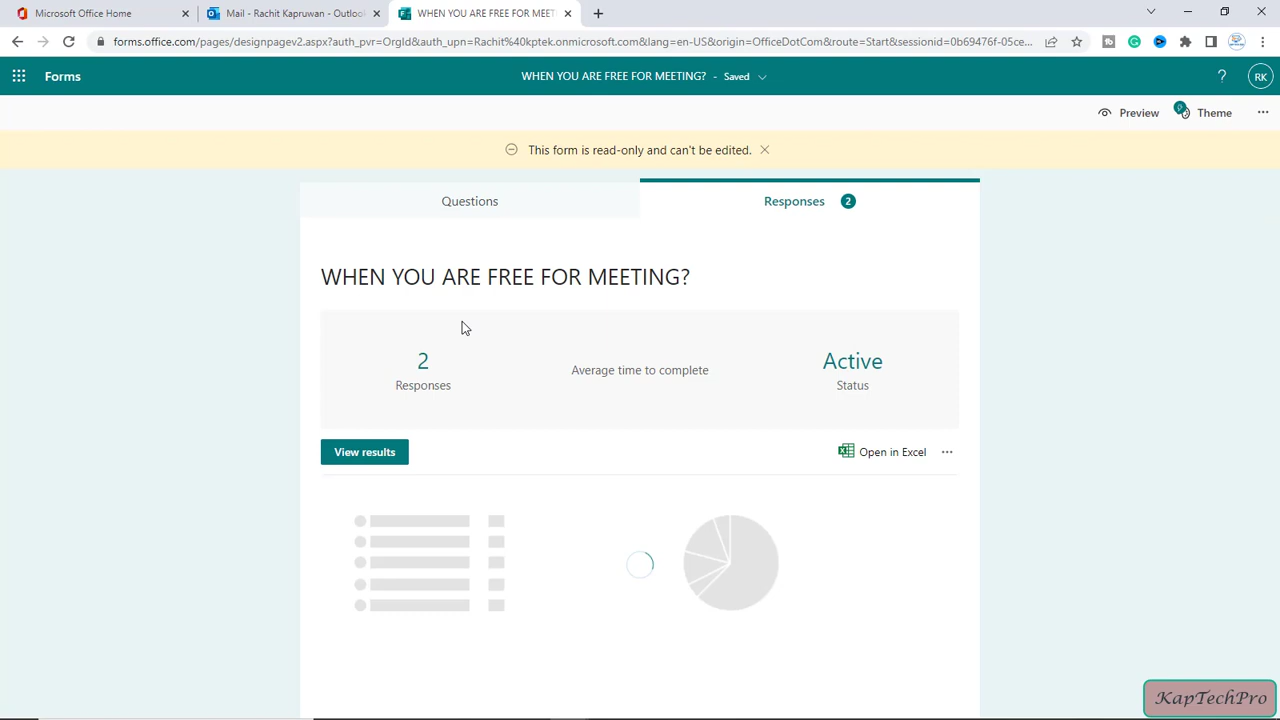 Microsoft Office Home
Mail - Rachit Kapruwan - Outlook
WHEN YOU ARE FREE FOR MEET
forms.office.com/pages/designpagev2.aspx?auth_pvr=OrgId&auth_upn=Rachit%40kptek.onmicrosoft.com&lang=en-US&origin=OfficeDotCom&route=Start&sessionid=0b69476f-05ce...
Forms
WHEN YOU ARE FREE FOR MEETING? - Saved
?
RK
Preview
Theme
This form is read-only and can't be edited.
Questions
Responses 2
WHEN YOU ARE FREE FOR MEETING?
2
Responses
Average time to complete
Active
Status
View results
Open in Excel
KapTechPro